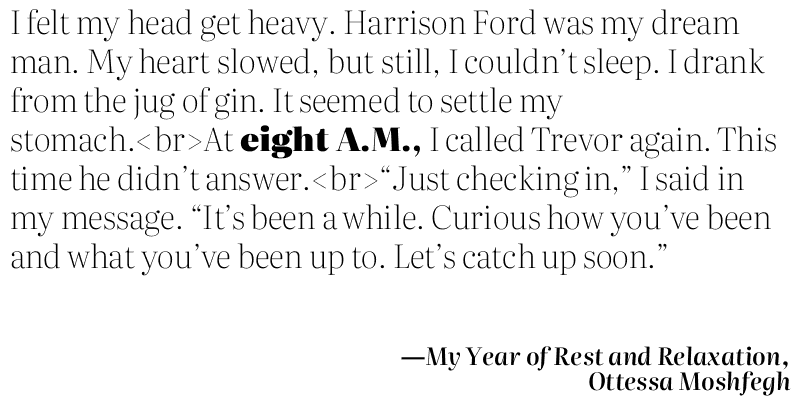 I felt my head get heavy. Harrison Ford was my dream
man. My heart slowed, but still, I couldn’t sleep. I drank
from the jug of gin. It seemed to settle my
stomach.<br>At eight A.M., I called Trevor again. This
time he didn’t answer.<br>“Just checking in,” I said in
my message. “It’s been a while. Curious how you’ve been
and what you’ve been up to. Let’s catch up soon.”
—My Year of Rest and Relaxation,
Ottessa Moshfegh